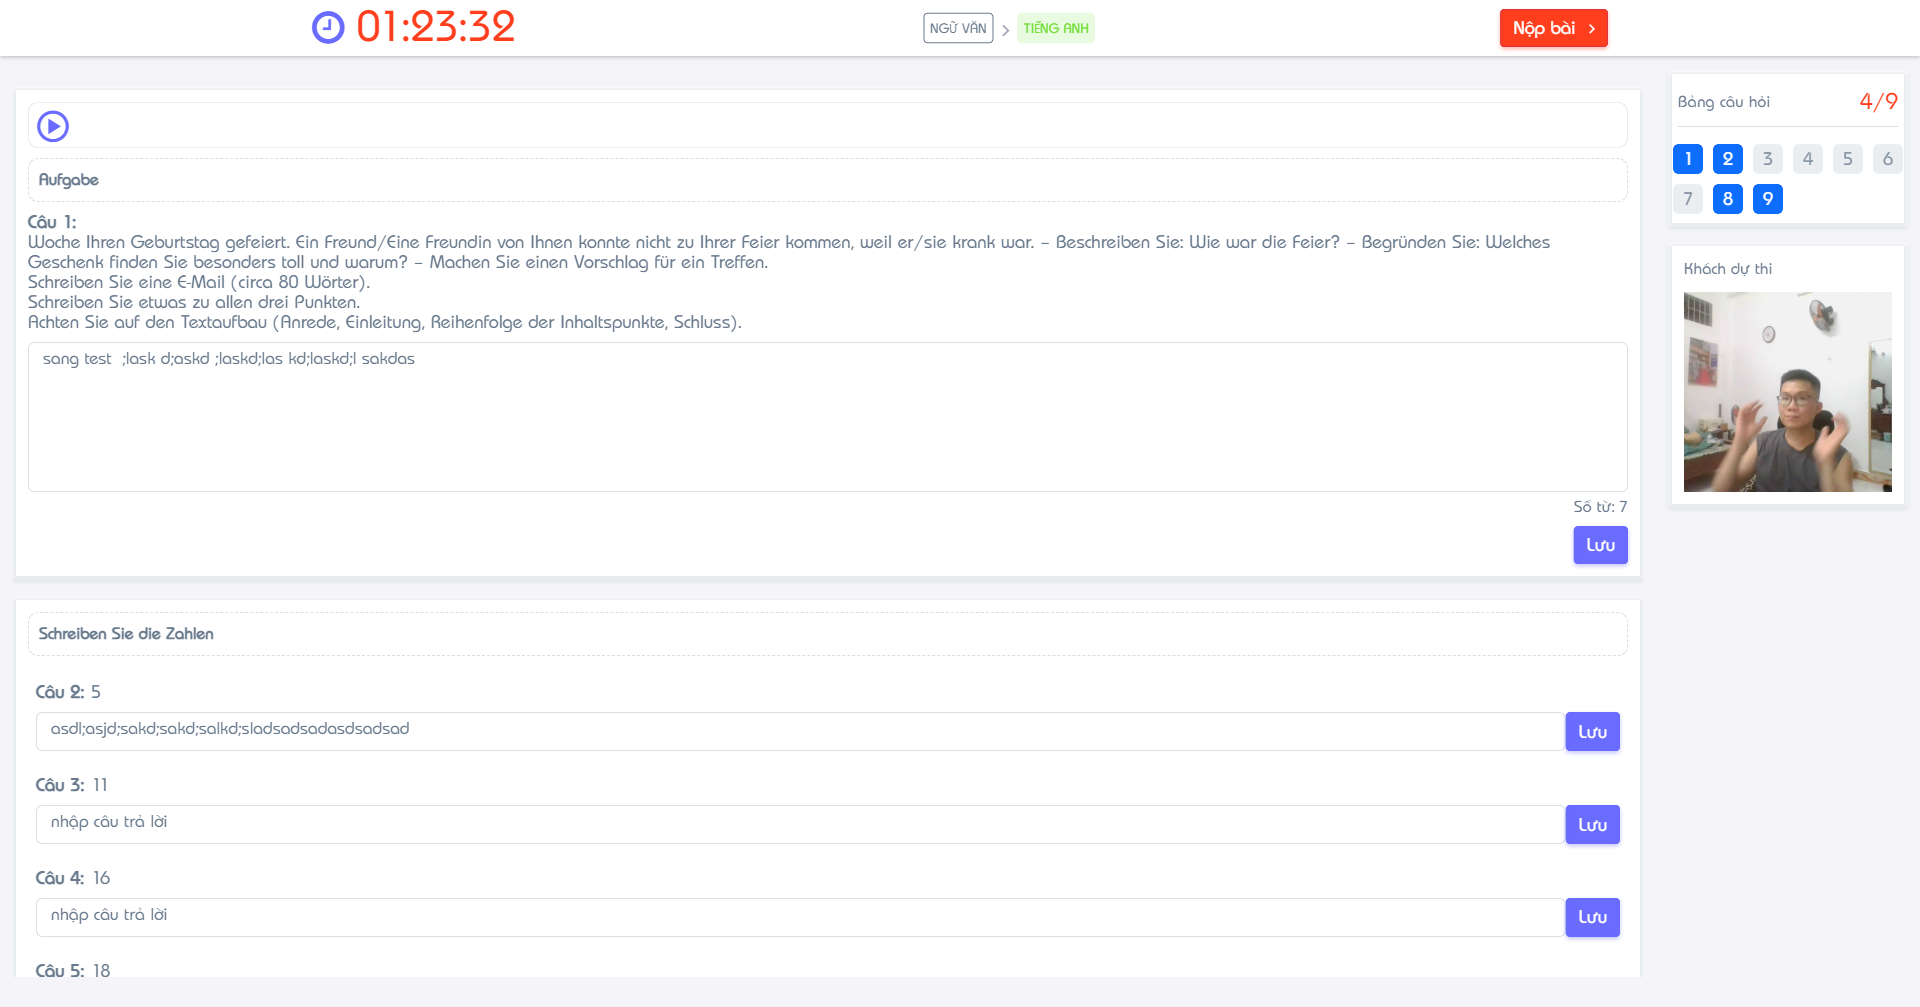 01:23:32
NGỮ VĂN
TIẾNG ANH
Nộp bài
Aufgabe
Câu 1:
Woche Ihren Geburtstag gefeiert. Ein Freund/Eine Freundin von Ihnen konnte nicht zu Ihrer Feier kommen, weil er/sie krank war. – Beschreiben Sie: Wie war die Feier? – Begründen Sie: Welches
Geschenk finden Sie besonders toll und warum? – Machen Sie einen Vorschlag für ein Treffen.
Schreiben Sie eine E-Mail (circa 80 Wörter).
Schreiben Sie etwas zu allen drei Punkten.
Achten Sie auf den Textaufbau (Anrede, Einleitung, Reihenfolge der Inhaltspunkte, Schluss).
sang test ;lask d;askd ;laskd;las kd;laskd;l sakdas
Số từ: 7
Lưu
Schreiben Sie die Zahlen
Câu 2: 5
asdl;asjd;sakd;sakd;salkd;sladsadsadasdsadsad
Lưu
Câu 3: 11
nhập câu trả lời
Lưu
Câu 4: 16
nhập câu trả lời
Lưu
Câu 5: 18
Bảng câu hỏi
4/9
1 2 3 4 5 6
7 8 9
Khách dự thi